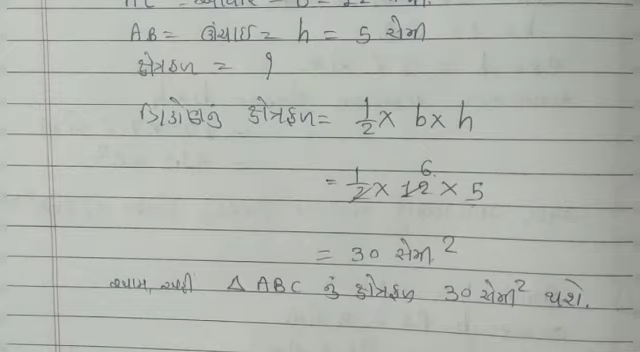 AB = ઊંચાઇ = h = 5 સેમી
ક્ષેત્રફળ = ?
ત્રિકોણનું ક્ષેત્રફળ = 1/2 × b × h
= 1/2 × 12 6 × 5
= 30 સેમી²
આમ, અહી △ ABC નું ક્ષેત્રફળ 30 સેમી² થશે.